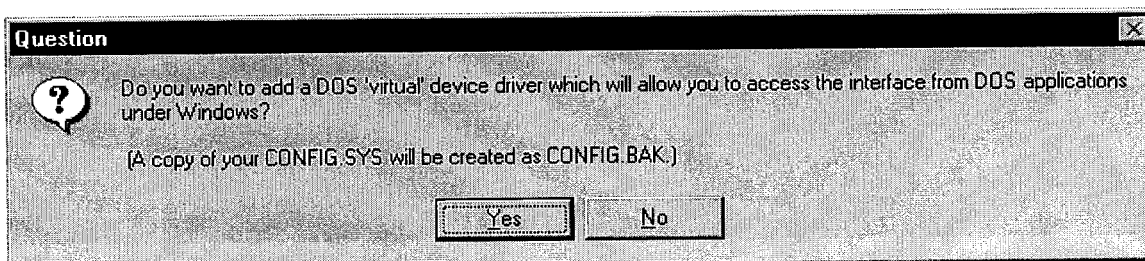 Question
?
Do you want to add a DOS 'virtual' device driver which will allow you to access the interface from DOS applications
under Windows?
(A copy of your CONFIG.SYS will be created as CONFIG.BAK.)
Yes No